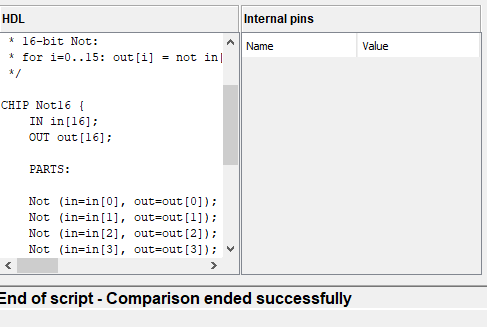 HDL
* 16-bit Not:
* for i=0..15: out[i] = not in[
*/
CHIP Not16 {
IN in[16];
OUT out[16];
PARTS:
Not (in=in[0], out=out[0]);
Not (in=in[1], out=out[1]);
Not (in=in[2], out=out[2]);
Not (in=in[3], out=out[3]);
Internal pins
Name Value
End of script - Comparison ended successfully